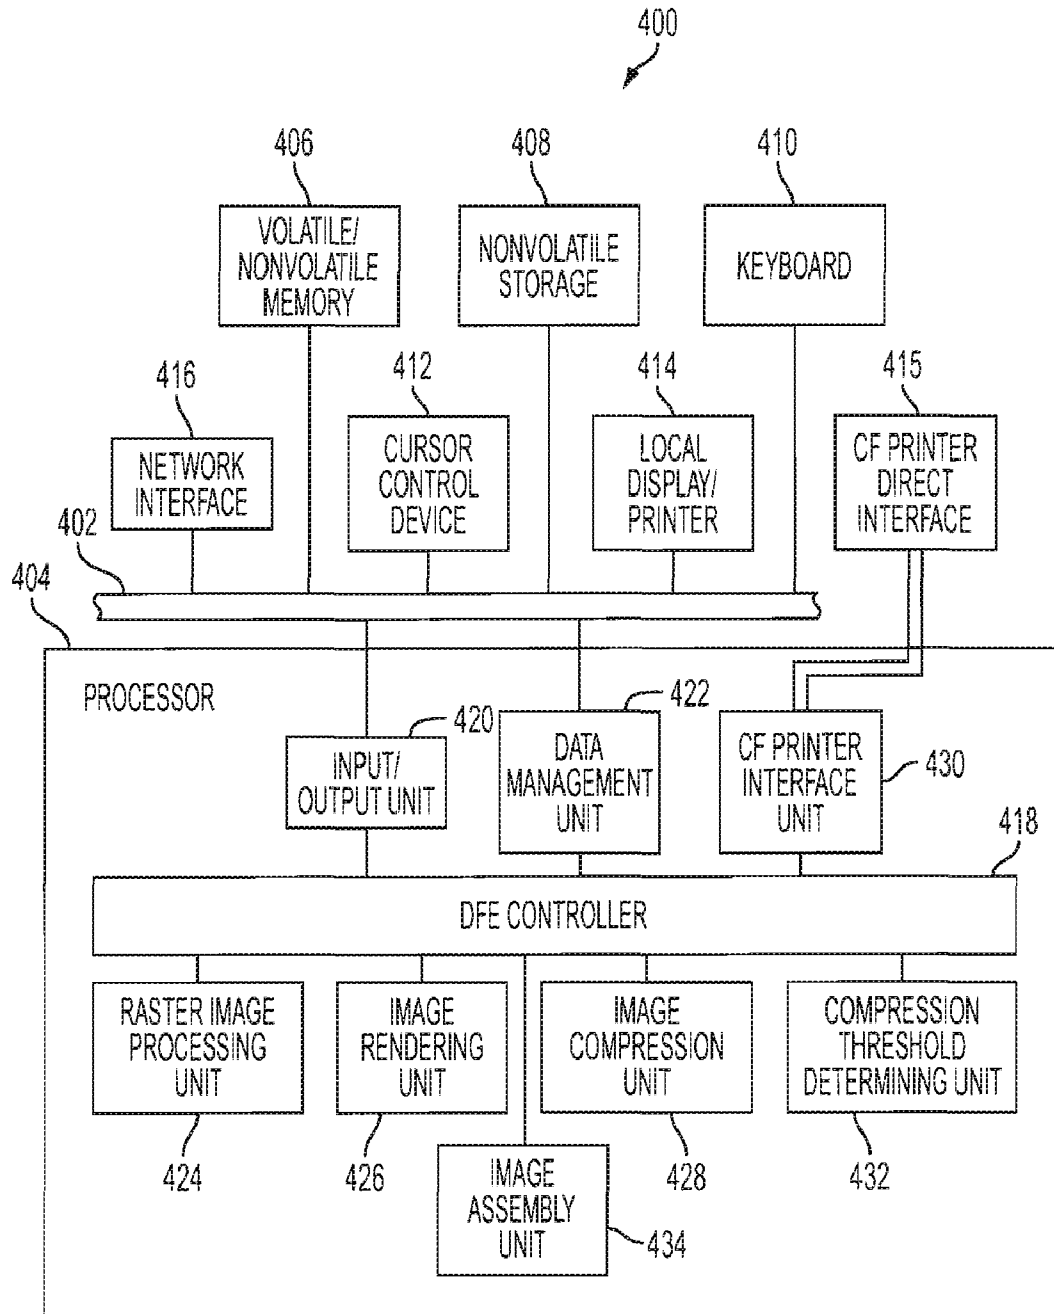 400
406
408
410
VOLATILE/
NONVOLATILE
MEMORY
NONVOLATILE
STORAGE
KEYBOARD
416
412
414
415
NETWORK
INTERFACE
CURSOR
CONTROL
DEVICE
LOCAL
DISPLAY/
PRINTER
CF PRINTER
DIRECT
INTERFACE
402
404
PROCESSOR
420
422
430
INPUT/
OUTPUT UNIT
DATA
MANAGEMENT
UNIT
CF PRINTER
INTERFACE
UNIT
418
DFE CONTROLLER
RASTER IMAGE
PROCESSING
UNIT
IMAGE
RENDERING
UNIT
IMAGE
COMPRESSION
UNIT
COMPRESSION
THRESHOLD
DETERMINING UNIT
424
426
428
432
IMAGE
ASSEMBLY
UNIT
434